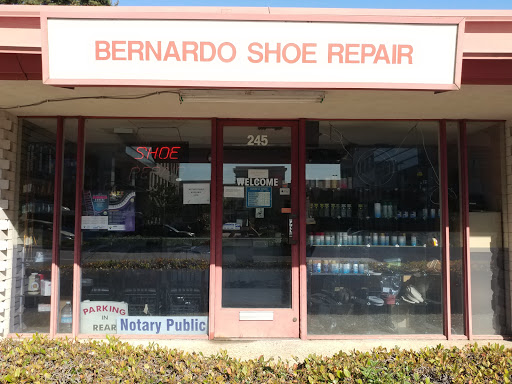 BERNARDO SHOE REPAIR
245
SHOE
WELCOME
PARKING
IN
REAR
Notary Public